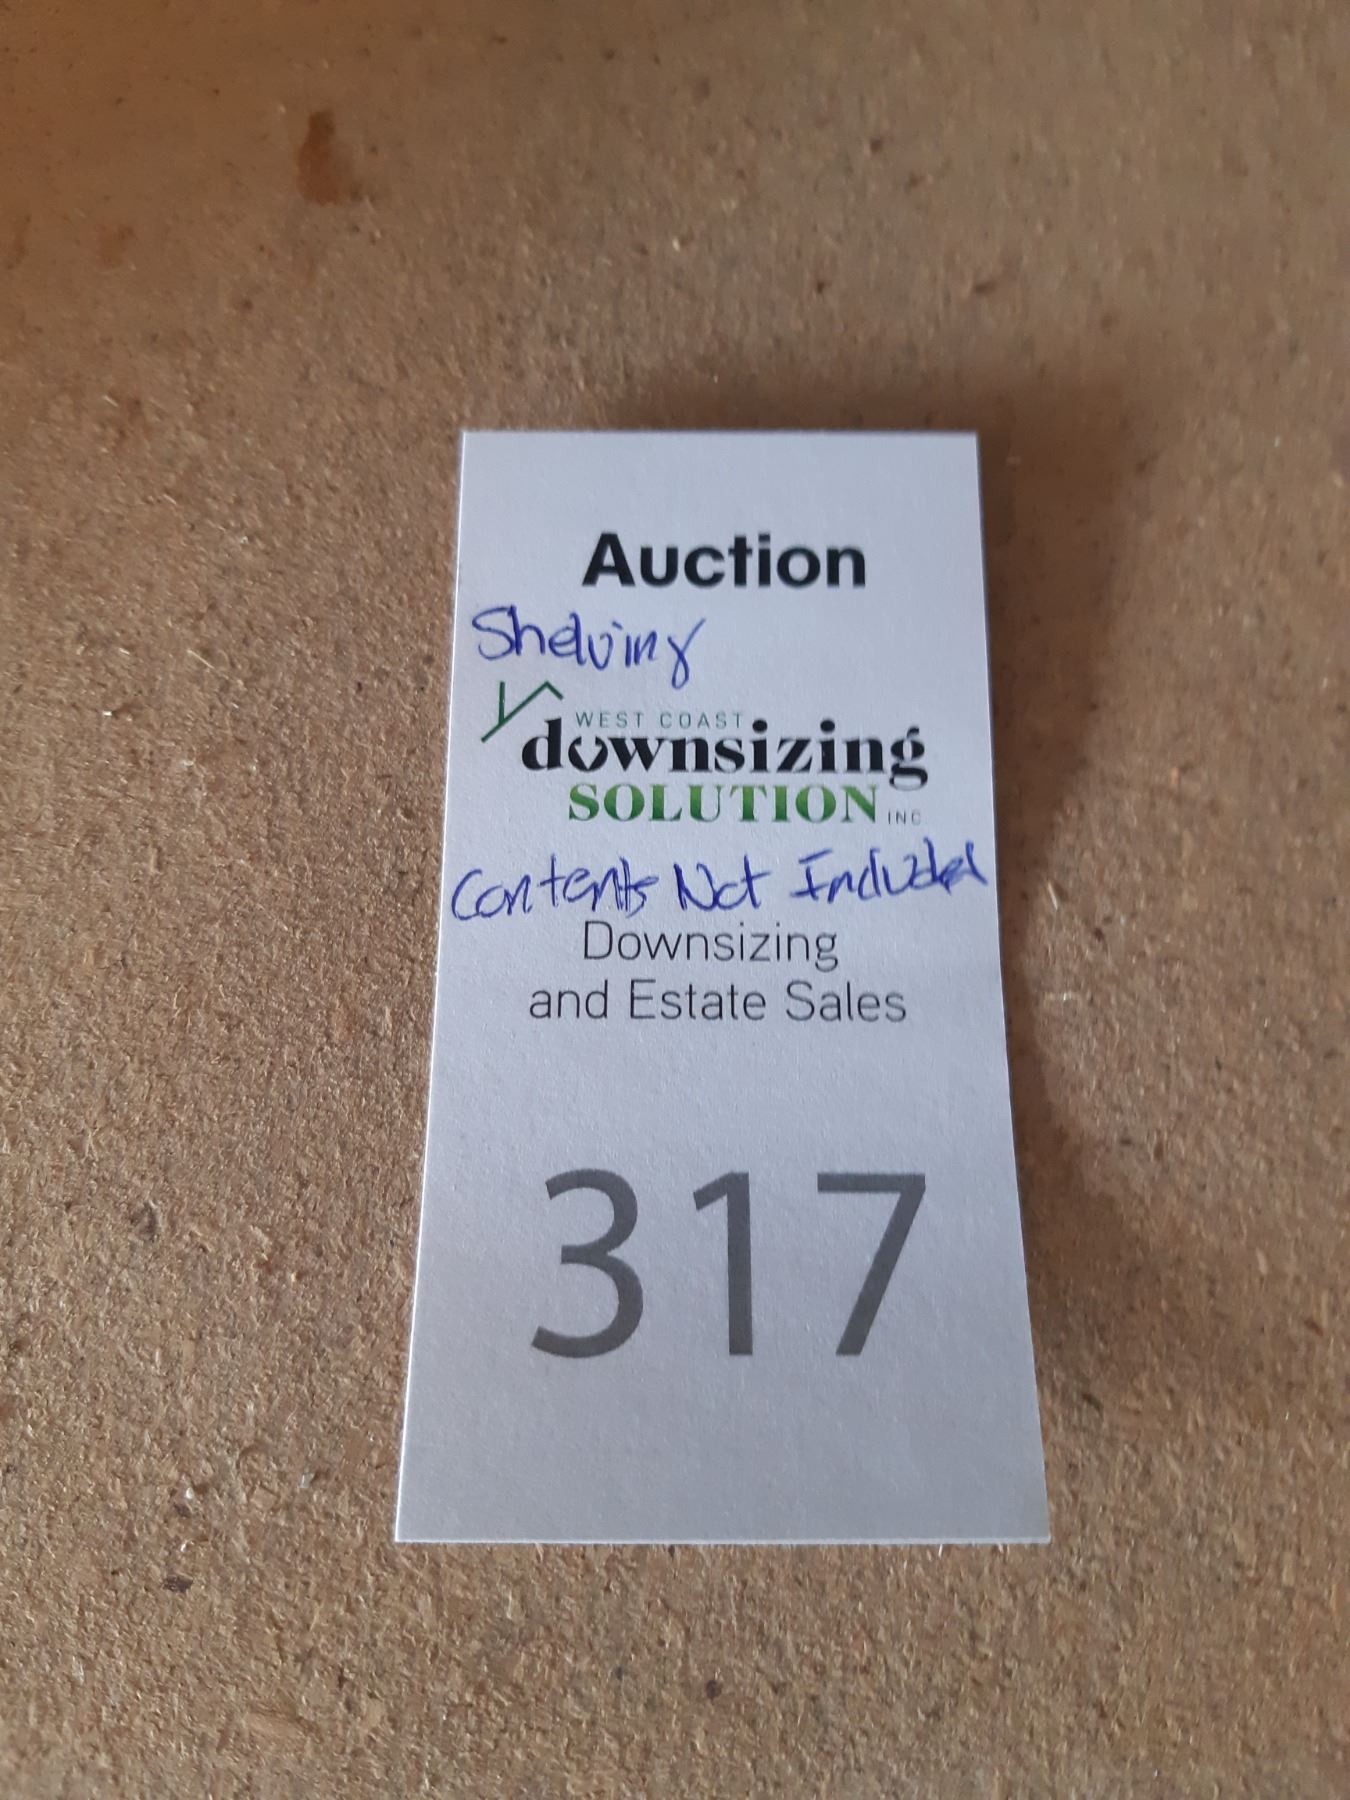 Auction
Shelving
WEST COAST
downsizing
SOLUTION INC
Contents Not Included
Downsizing
and Estate Sales
317